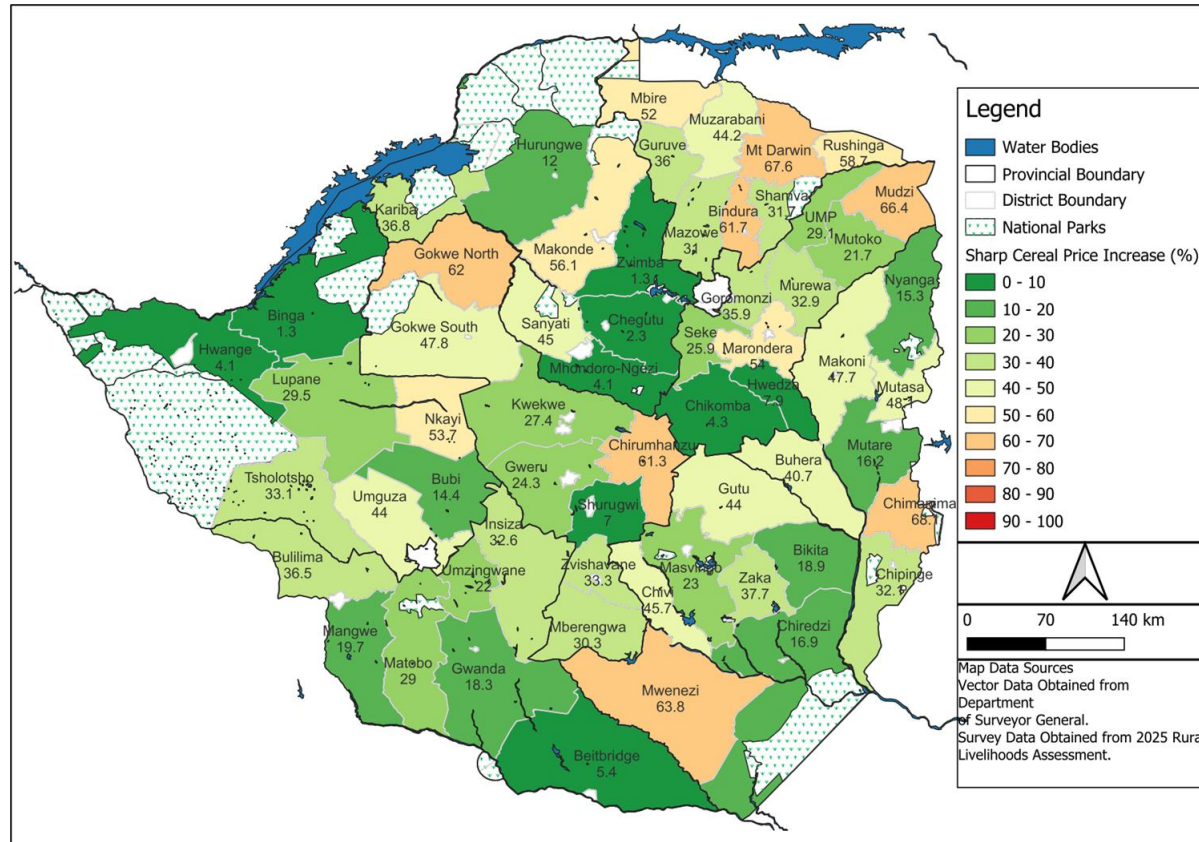 Mbire
52
Muzarabani
44.2
Hurungwe
12
Guruve
36
Mt Darwin
67.6
Rushinga
58.7
Kariba
36.8
Shamva
31.7
Mudzi
66.4
Bindura
61.7
UMP
29.1
Mazowe
31
Mutoko
21.7
Gokwe North
62
Makonde
56.1
Zvimba
1.3
Nyanga
15.3
Murewa
32.9
Goromonzi
35.9
Binga
1.3
Gokwe South
47.8
Sanyati
45
Chegutu
2.3
Seke
25.9
Marondera
54
Makoni
47.7
Hwange
4.1
Mhondoro-Ngezi
4.1
Hwedza
7.9
Mutasa
48.1
Lupane
29.5
Nkayi
53.7
Kwekwe
27.4
Chikomba
4.3
Chirumhanzu
61.3
Mutare
16.2
Buhera
40.7
Tsholotsho
33.1
Bubi
14.4
Gweru
24.3
Umguza
44
Gutu
44
Shurugwi
7
Chimanima
68.1
Insiza
32.6
Bulilima
36.5
Umzingwane
22
Zvishavane
33.3
Masvingo
23
Bikita
18.9
Zaka
37.7
Chipinge
32.1
Chivi
45.7
Mangwe
19.7
Mberengwa
30.3
Chiredzi
16.9
Matobo
29
Gwanda
18.3
Mwenezi
63.8
Beitbridge
5.4
Legend
Water Bodies
Provincial Boundary
District Boundary
National Parks
Sharp Cereal Price Increase (%)
0 - 10
10 - 20
20 - 30
30 - 40
40 - 50
50 - 60
60 - 70
70 - 80
80 - 90
90 - 100
0 70 140 km
Map Data Sources
Vector Data Obtained from
Department
of Surveyor General.
Survey Data Obtained from 2025 Rura
Livelihoods Assessment.